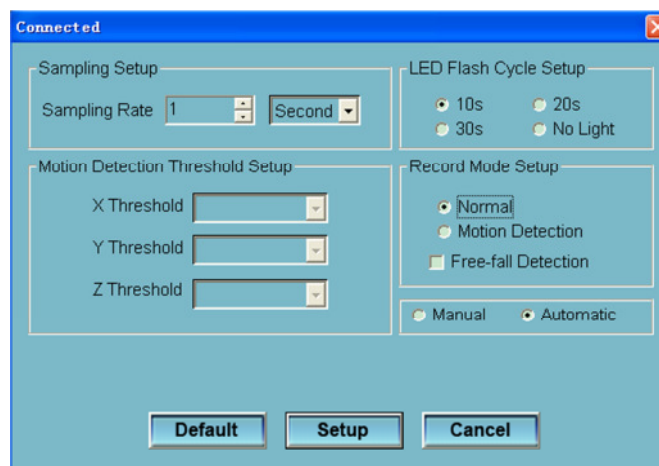 Connected
Sampling Setup
Sampling Rate 1 Second
LED Flash Cycle Setup
10s 20s
30s No Light
Motion Detection Threshold Setup
X Threshold
Y Threshold
Z Threshold
Record Mode Setup
Normal
Motion Detection
Free-fall Detection
Manual Automatic
Default Setup Cancel